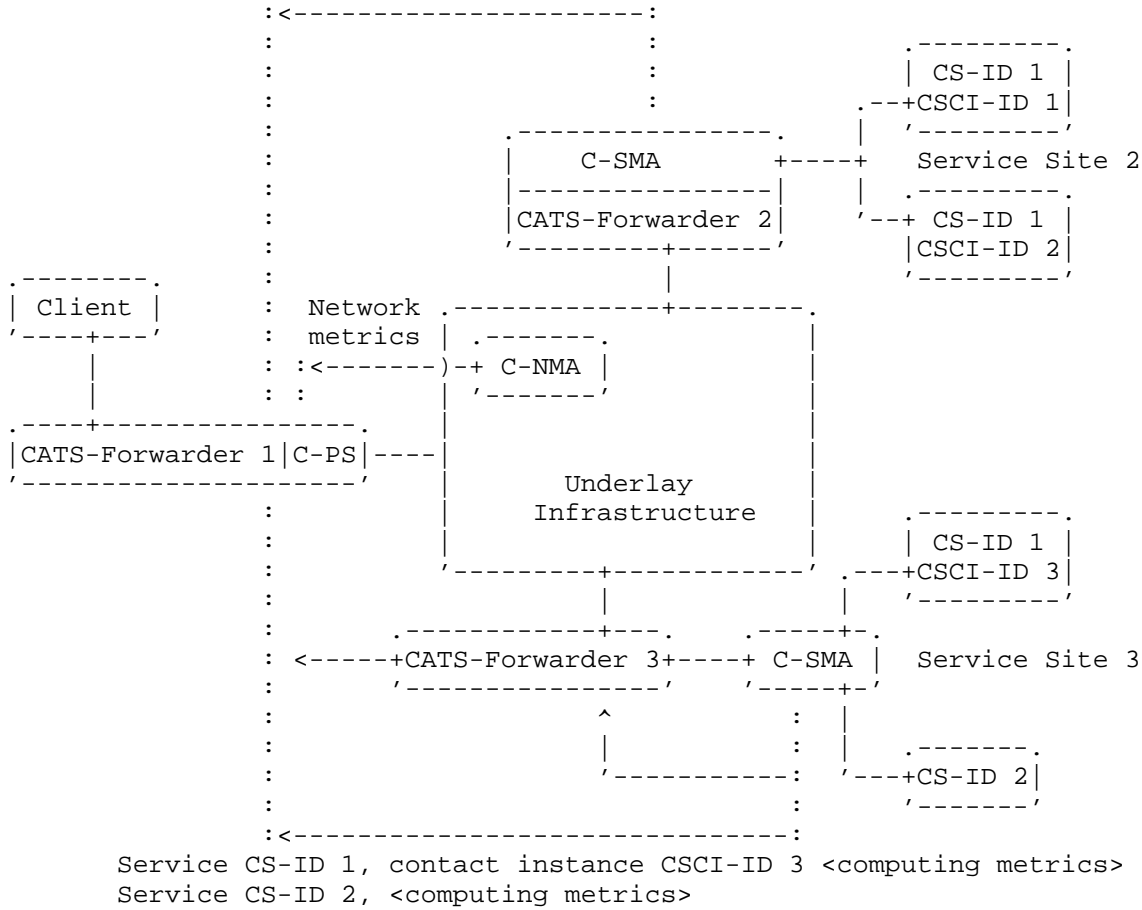 CS-ID 1
CSCI-ID 1
C-SMA Service Site 2
CATS-Forwarder 2 CS-ID 1
CSCI-ID 2
Client Network
metrics
C-NMA
CATS-Forwarder 1 C-PS
Underlay
Infrastructure
CS-ID 1
CSCI-ID 3
CATS-Forwarder 3 C-SMA Service Site 3
CS-ID 2
Service CS-ID 1, contact instance CSCI-ID 3 <computing metrics>
Service CS-ID 2, <computing metrics>